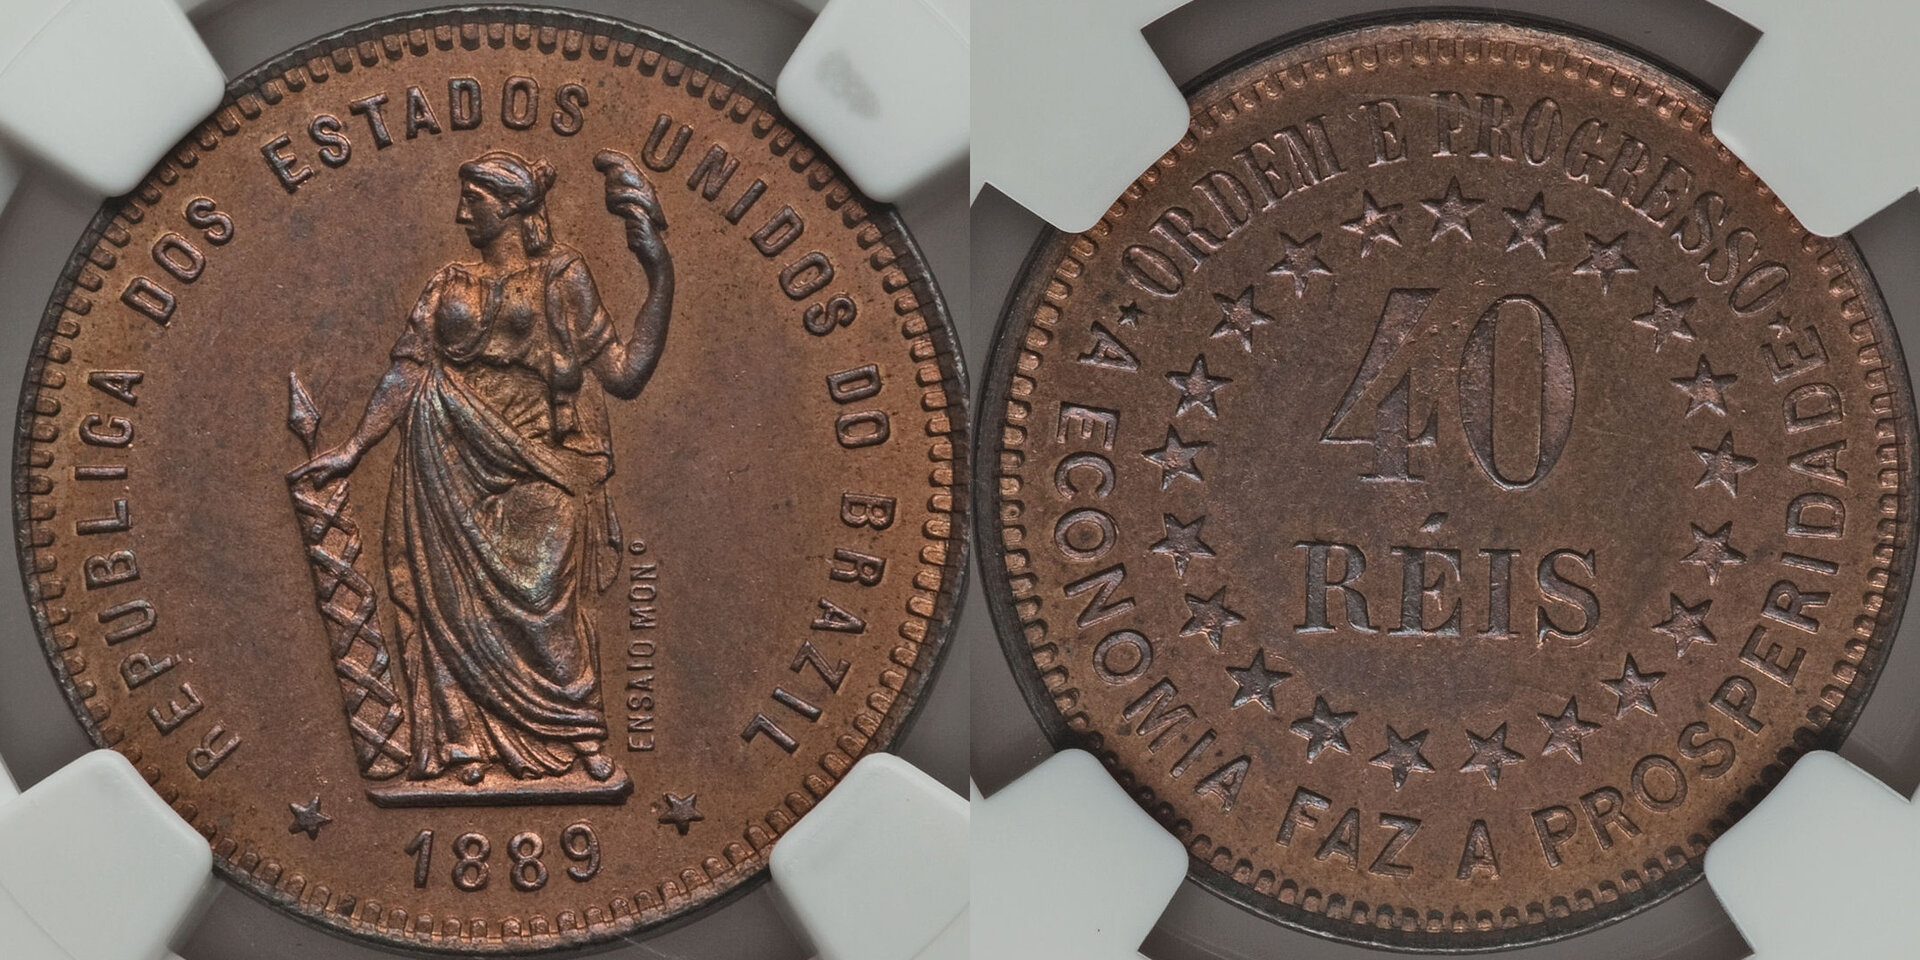 REPUBLICA DOS ESTADOS UNIDOS DO BRAZIL
ENSAIO MONº
1889
ORDEM E PROGRESSO
40
RÉIS
A ECONOMIA FAZ A PROSPERIDADE